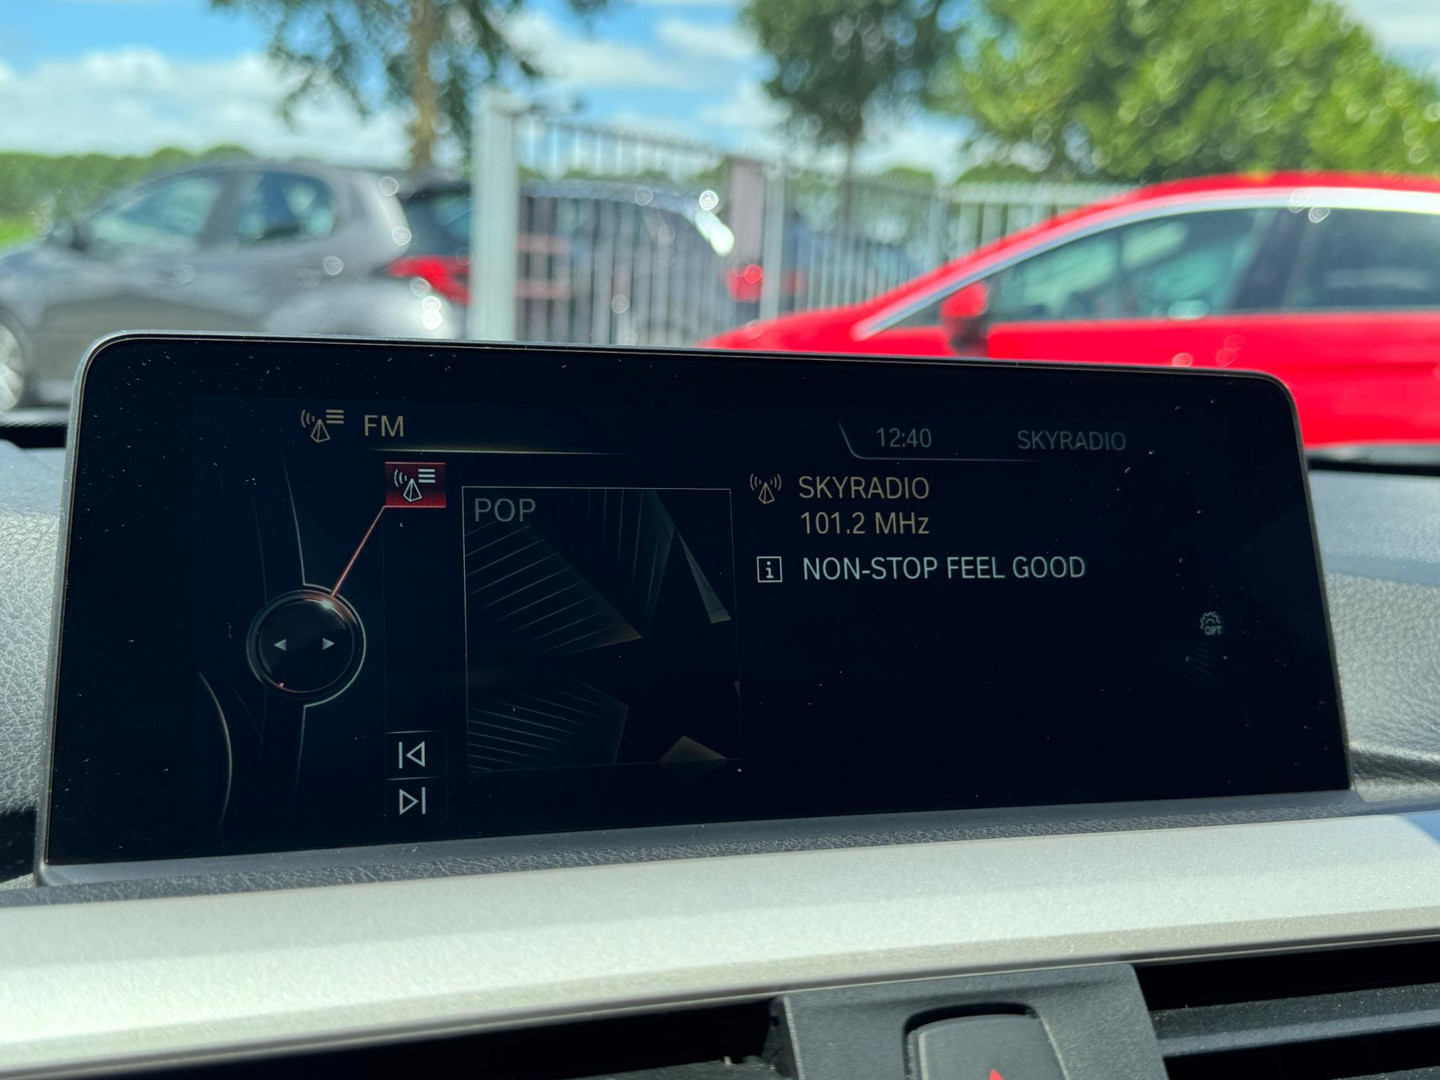 FM
12:40
SKYRADIO
POP
SKYRADIO
101.2 MHz
NON-STOP FEEL GOOD
OPT